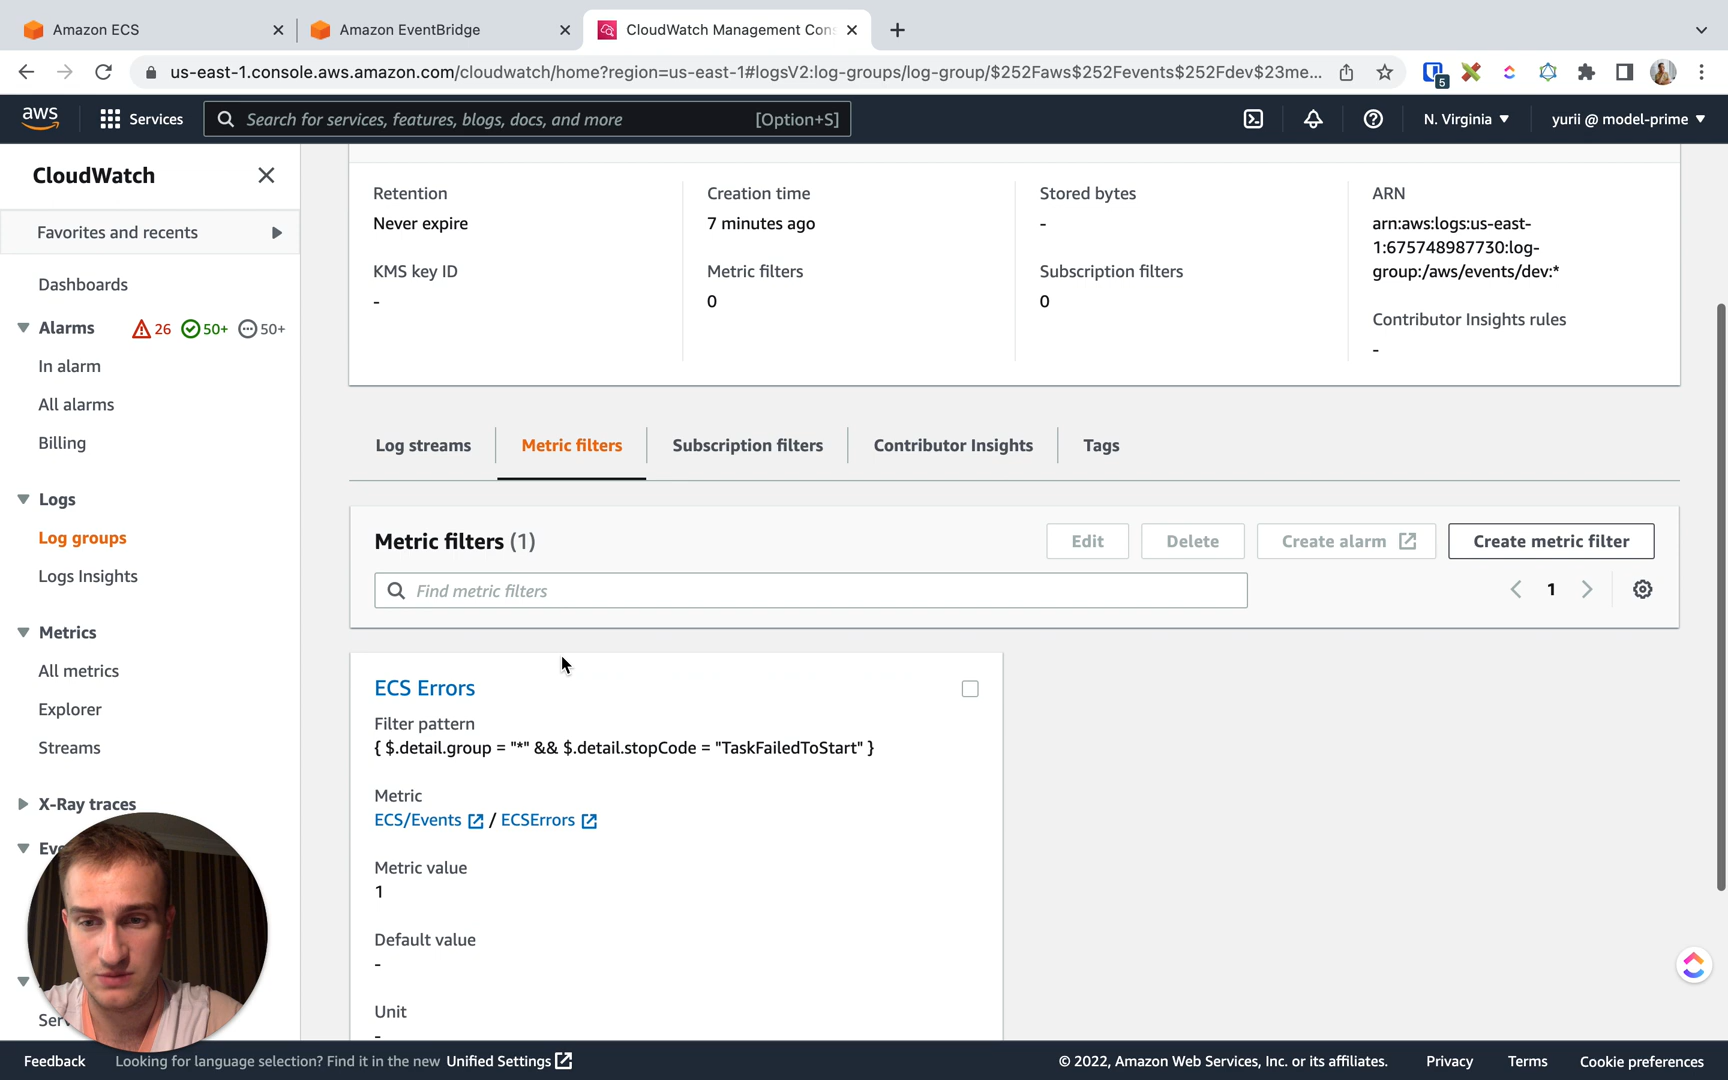 Amazon ECS
Amazon EventBridge
CloudWatch Management Con
us-east-1.console.aws.amazon.com/cloudwatch/home?region=us-east-1#logsV2:log-groups/log-group/$252Faws$252Fevents$252Fdev$23me...
5
aws
Services
Search for services, features, blogs, docs, and more
[Option+S]
N. Virginia
yurii @ model-prime
CloudWatch
Favorites and recents
Dashboards
Alarms
26
50+
50+
In alarm
All alarms
Billing
Logs
Log groups
Logs Insights
Metrics
All metrics
Explorer
Streams
X-Ray traces
Eve
Ser
Retention
Never expire
KMS key ID
-
Creation time
7 minutes ago
Metric filters
0
Stored bytes
-
Subscription filters
0
ARN
arn:aws:logs:us-east-
1:675748987730:log-
group:/aws/events/dev:*
Contributor Insights rules
-
Log streams
Metric filters
Subscription filters
Contributor Insights
Tags
Metric filters (1)
Edit
Delete
Create alarm
Create metric filter
Find metric filters
1
ECS Errors
Filter pattern
{ $.detail.group = "*" && $.detail.stopCode = "TaskFailedToStart" }
Metric
ECS/Events / ECSErrors
Metric value
1
Default value
-
Unit
-
Feedback
Looking for language selection? Find it in the new Unified Settings
© 2022, Amazon Web Services, Inc. or its affiliates.
Privacy
Terms
Cookie preferences